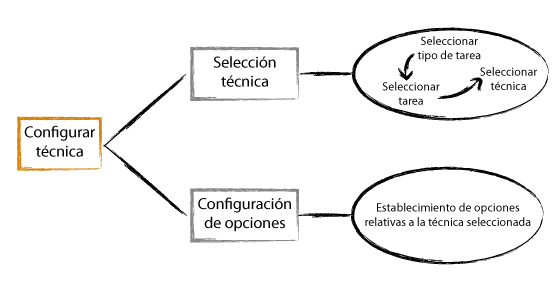 Configurar
técnica
Selección
técnica
Seleccionar
tipo de tarea
Seleccionar
tarea
Seleccionar
técnica
Configuración
de opciones
Establecimiento de opciones
relativas a la técnica seleccionada